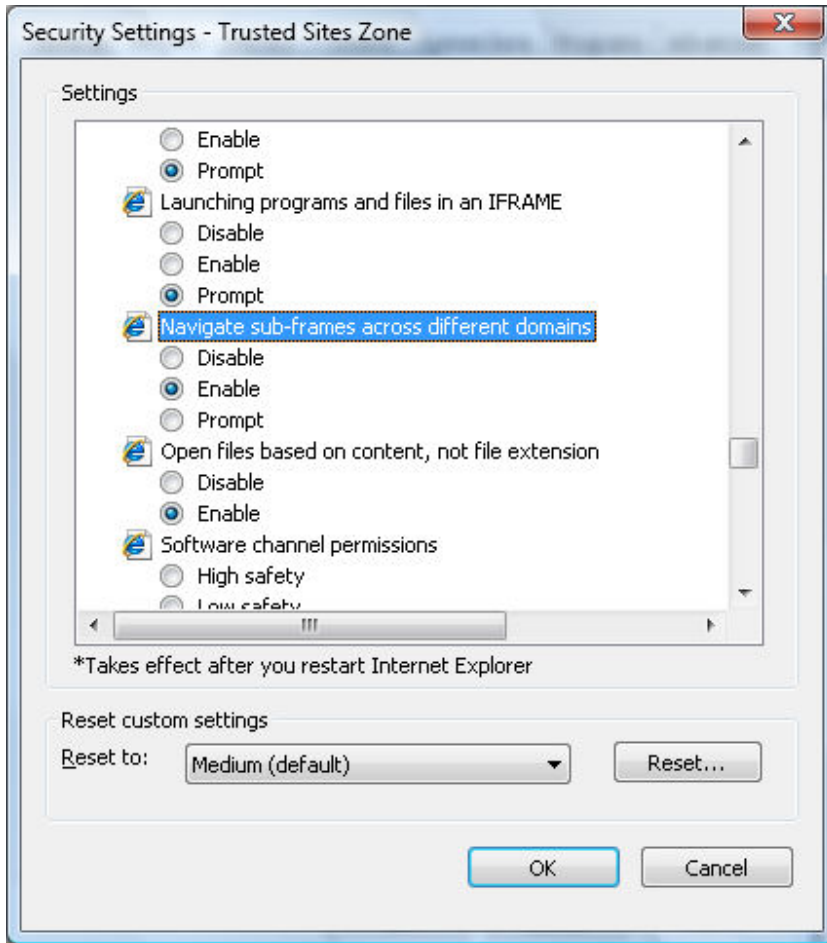 Security Settings - Trusted Sites Zone
Settings
Enable
Prompt
Launching programs and files in an IFRAME
Disable
Enable
Prompt
Navigate sub-frames across different domains
Disable
Enable
Prompt
Open files based on content, not file extension
Disable
Enable
Software channel permissions
High safety
Low safety
*Takes effect after you restart Internet Explorer
Reset custom settings
Reset to:
Medium (default)
Reset...
OK
Cancel